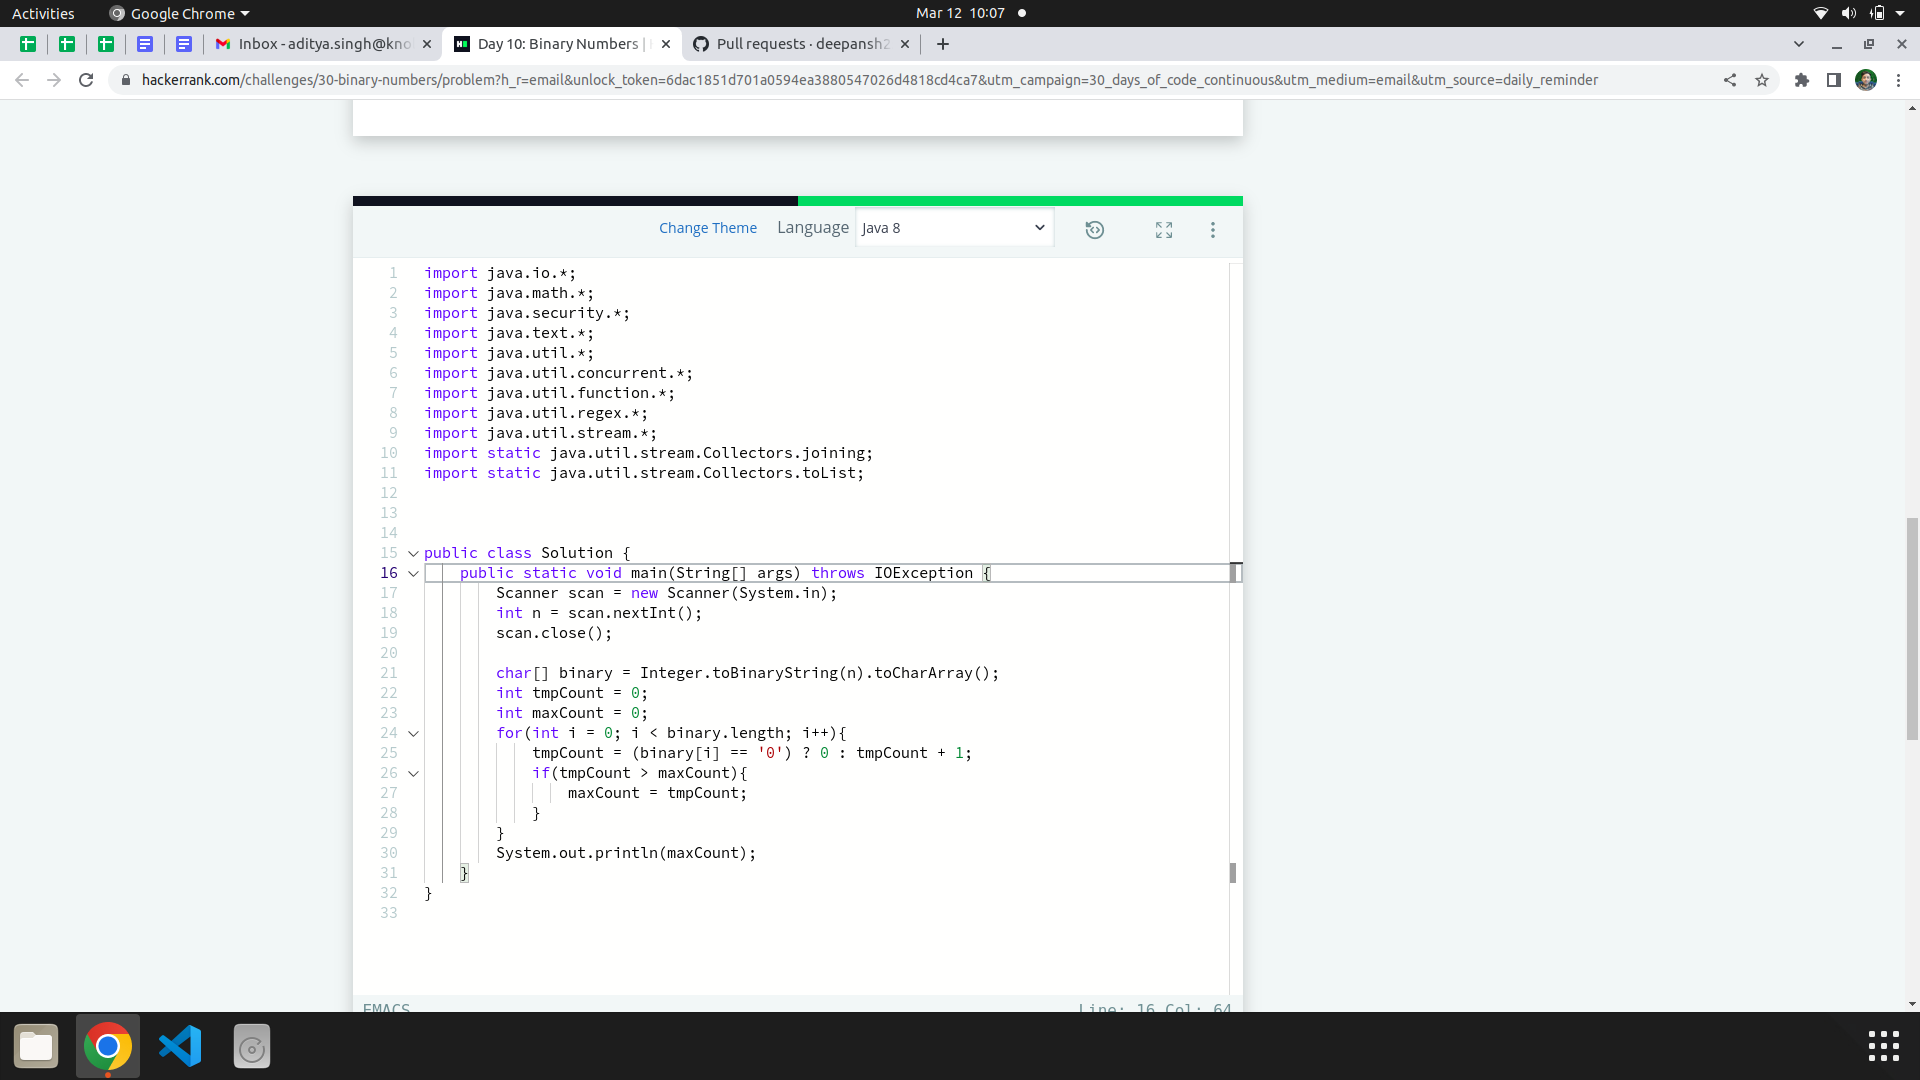 Activities
Google Chrome
Mar 12 10:07
Inbox - aditya.singh@kno
Day 10: Binary Numbers |
Pull requests · deepansh2
hackerrank.com/challenges/30-binary-numbers/problem?h_r=email&unlock_token=6dac1851d701a0594ea3880547026d4818cd4ca7&utm_campaign=30_days_of_code_continuous&utm_medium=email&utm_source=daily_reminder
Change Theme
Language
Java 8
1 import java.io.*;
2 import java.math.*;
3 import java.security.*;
4 import java.text.*;
5 import java.util.*;
6 import java.util.concurrent.*;
7 import java.util.function.*;
8 import java.util.regex.*;
9 import java.util.stream.*;
10 import static java.util.stream.Collectors.joining;
11 import static java.util.stream.Collectors.toList;
12
13
14
15 public class Solution {
16 public static void main(String[] args) throws IOException {
17 Scanner scan = new Scanner(System.in);
18 int n = scan.nextInt();
19 scan.close();
20
21 char[] binary = Integer.toBinaryString(n).toCharArray();
22 int tmpCount = 0;
23 int maxCount = 0;
24 for(int i = 0; i < binary.length; i++){
25 tmpCount = (binary[i] == '0') ? 0 : tmpCount + 1;
26 if(tmpCount > maxCount){
27 maxCount = tmpCount;
28 }
29 }
30 System.out.println(maxCount);
31 }
32 }
33
EMACS
Line: 16 Col: 64